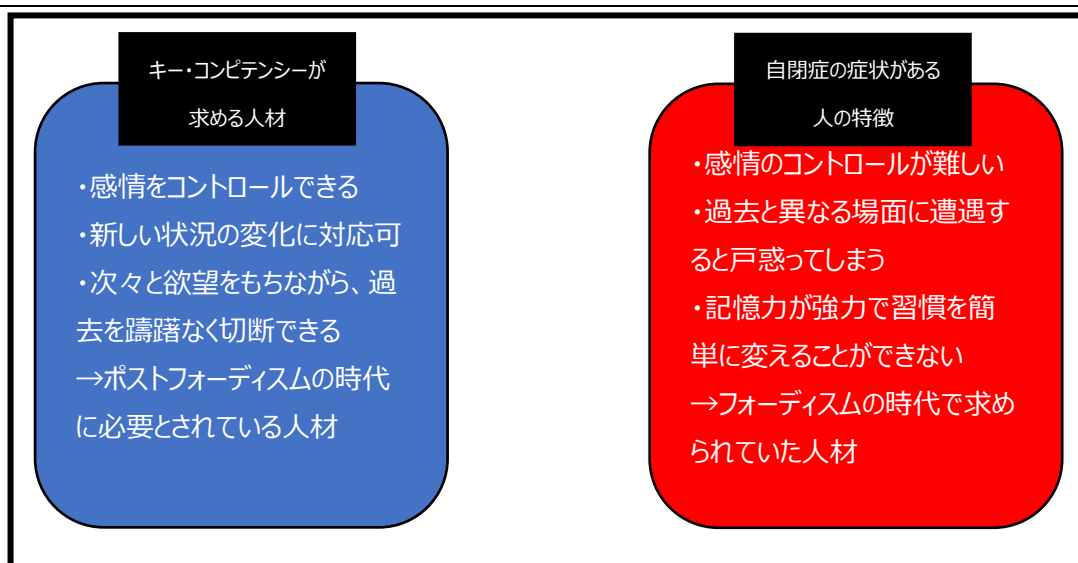 キー・コンピテンシーが
求める人材
・感情をコントロールできる
・新しい状況の変化に対応可
・次々と欲望をもちながら、過
去を躊躇なく切断できる
→ポストフォーディスムの時代
に必要とされている人材
自閉症の症状がある
人の特徴
・感情のコントロールが難しい
・過去と異なる場面に遭遇す
ると戸惑ってしまう
・記憶力が強力で習慣を簡
単に変えることができない
→フォーディスムの時代で求め
られていた人材